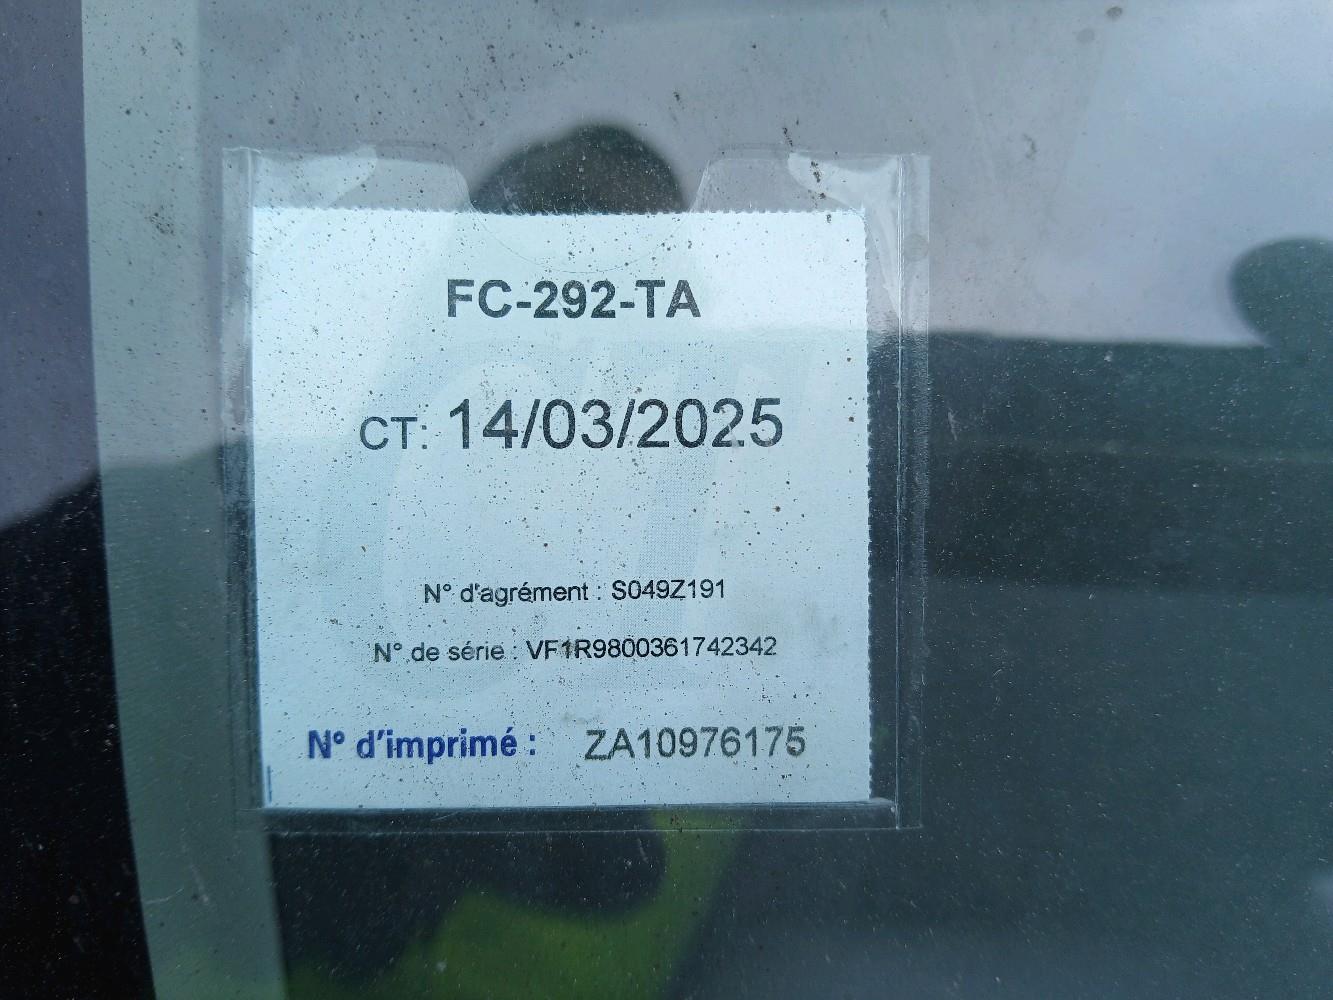 FC-292-TA
CT: 14/03/2025
N° d'agrément : S049Z191
N° de série : VF1R9800361742342
N° d'imprimé : ZA10976175